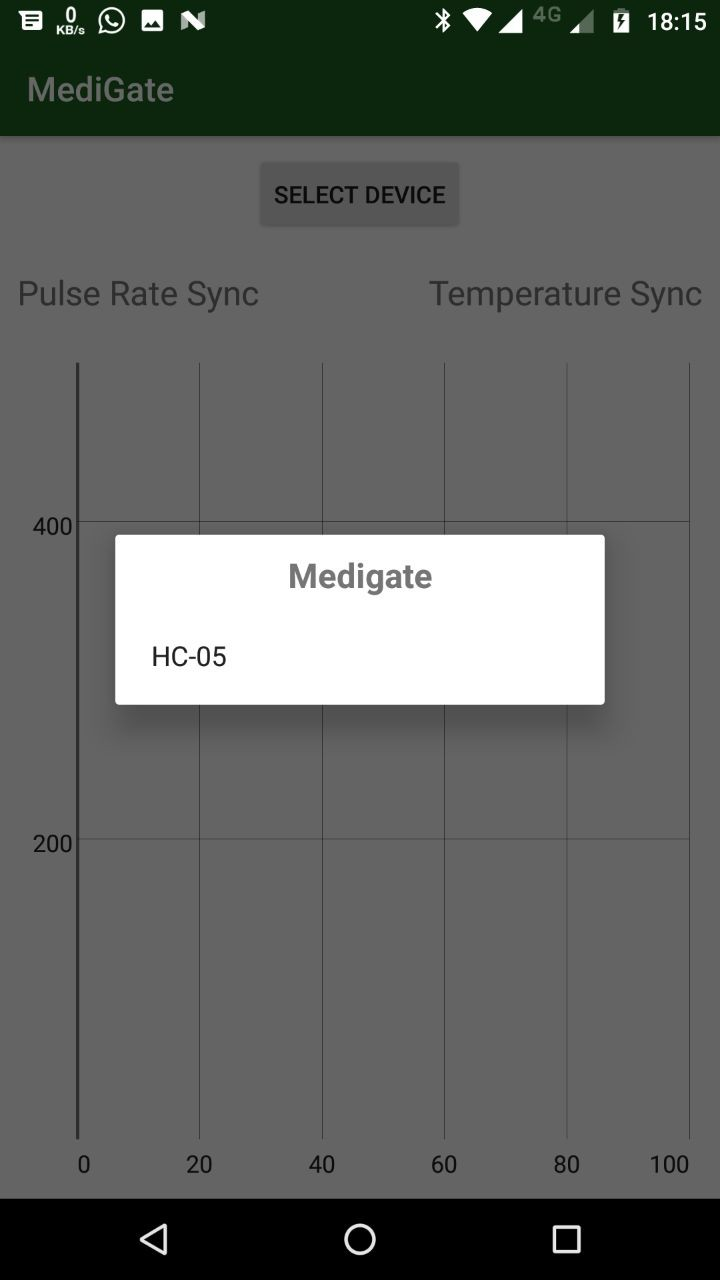 0 KB/s 4G 18:15
MediGate
SELECT DEVICE
Pulse Rate Sync Temperature Sync
400
Medigate
HC-05
200
0 20 40 60 80 100